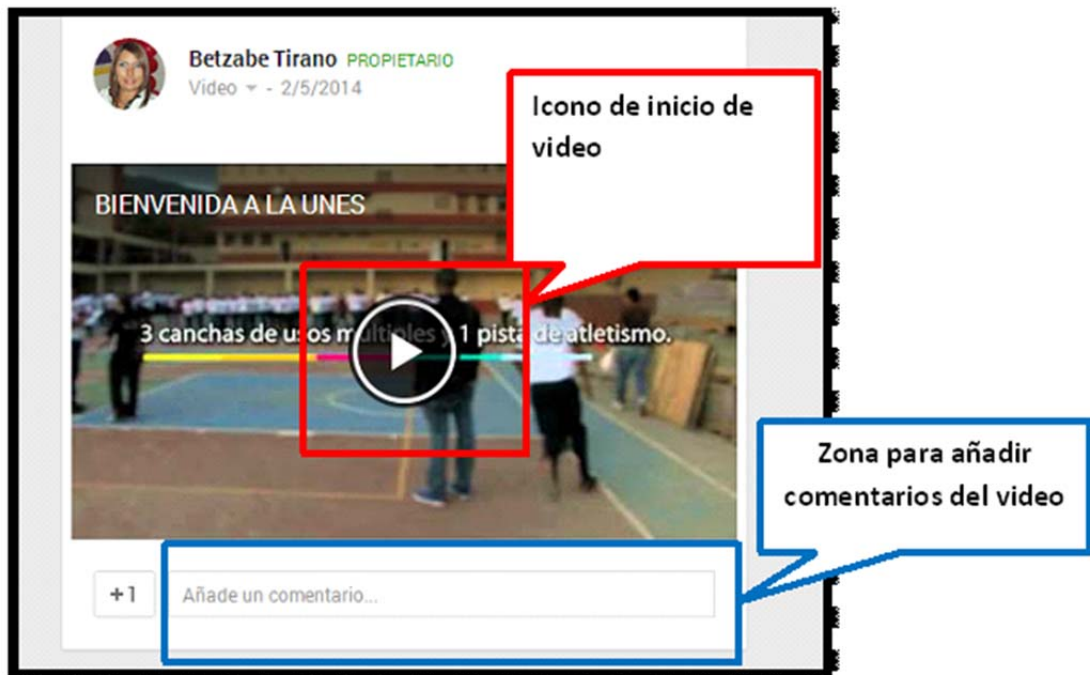 Betzabe Tirano PROPIETARIO
Video - 2/5/2014
Icono de inicio de
video
BIENVENIDA A LA UNES
3 canchas de usos multiples y 1 pista de atletismo.
Zona para añadir
comentarios del video
+1
Añade un comentario...